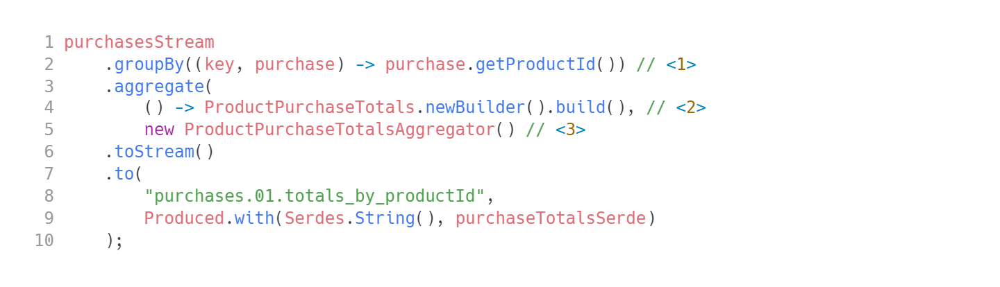 1 purchasesStream
2     .groupBy((key, purchase) -> purchase.getProductId()) // <1>
3     .aggregate(
4         () -> ProductPurchaseTotals.newBuilder().build(), // <2>
5         new ProductPurchaseTotalsAggregator() // <3>
6     .toStream()
7     .to(
8         "purchases.01.totals_by_productId",
9         Produced.with(Serdes.String(), purchaseTotalsSerde)
10     );